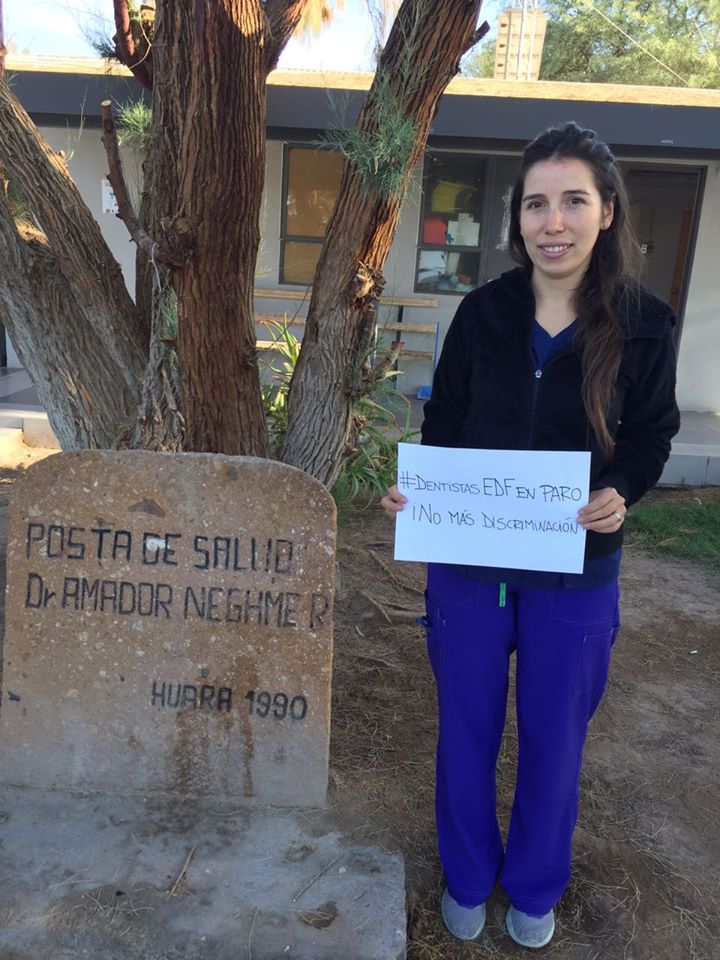 POSTA DE SALUD
Dr AMADOR NEGHME R
HUARA 1990
#DENTISTAS EDF EN PARO
¡NO MÁS DISCRIMINACIÓN!